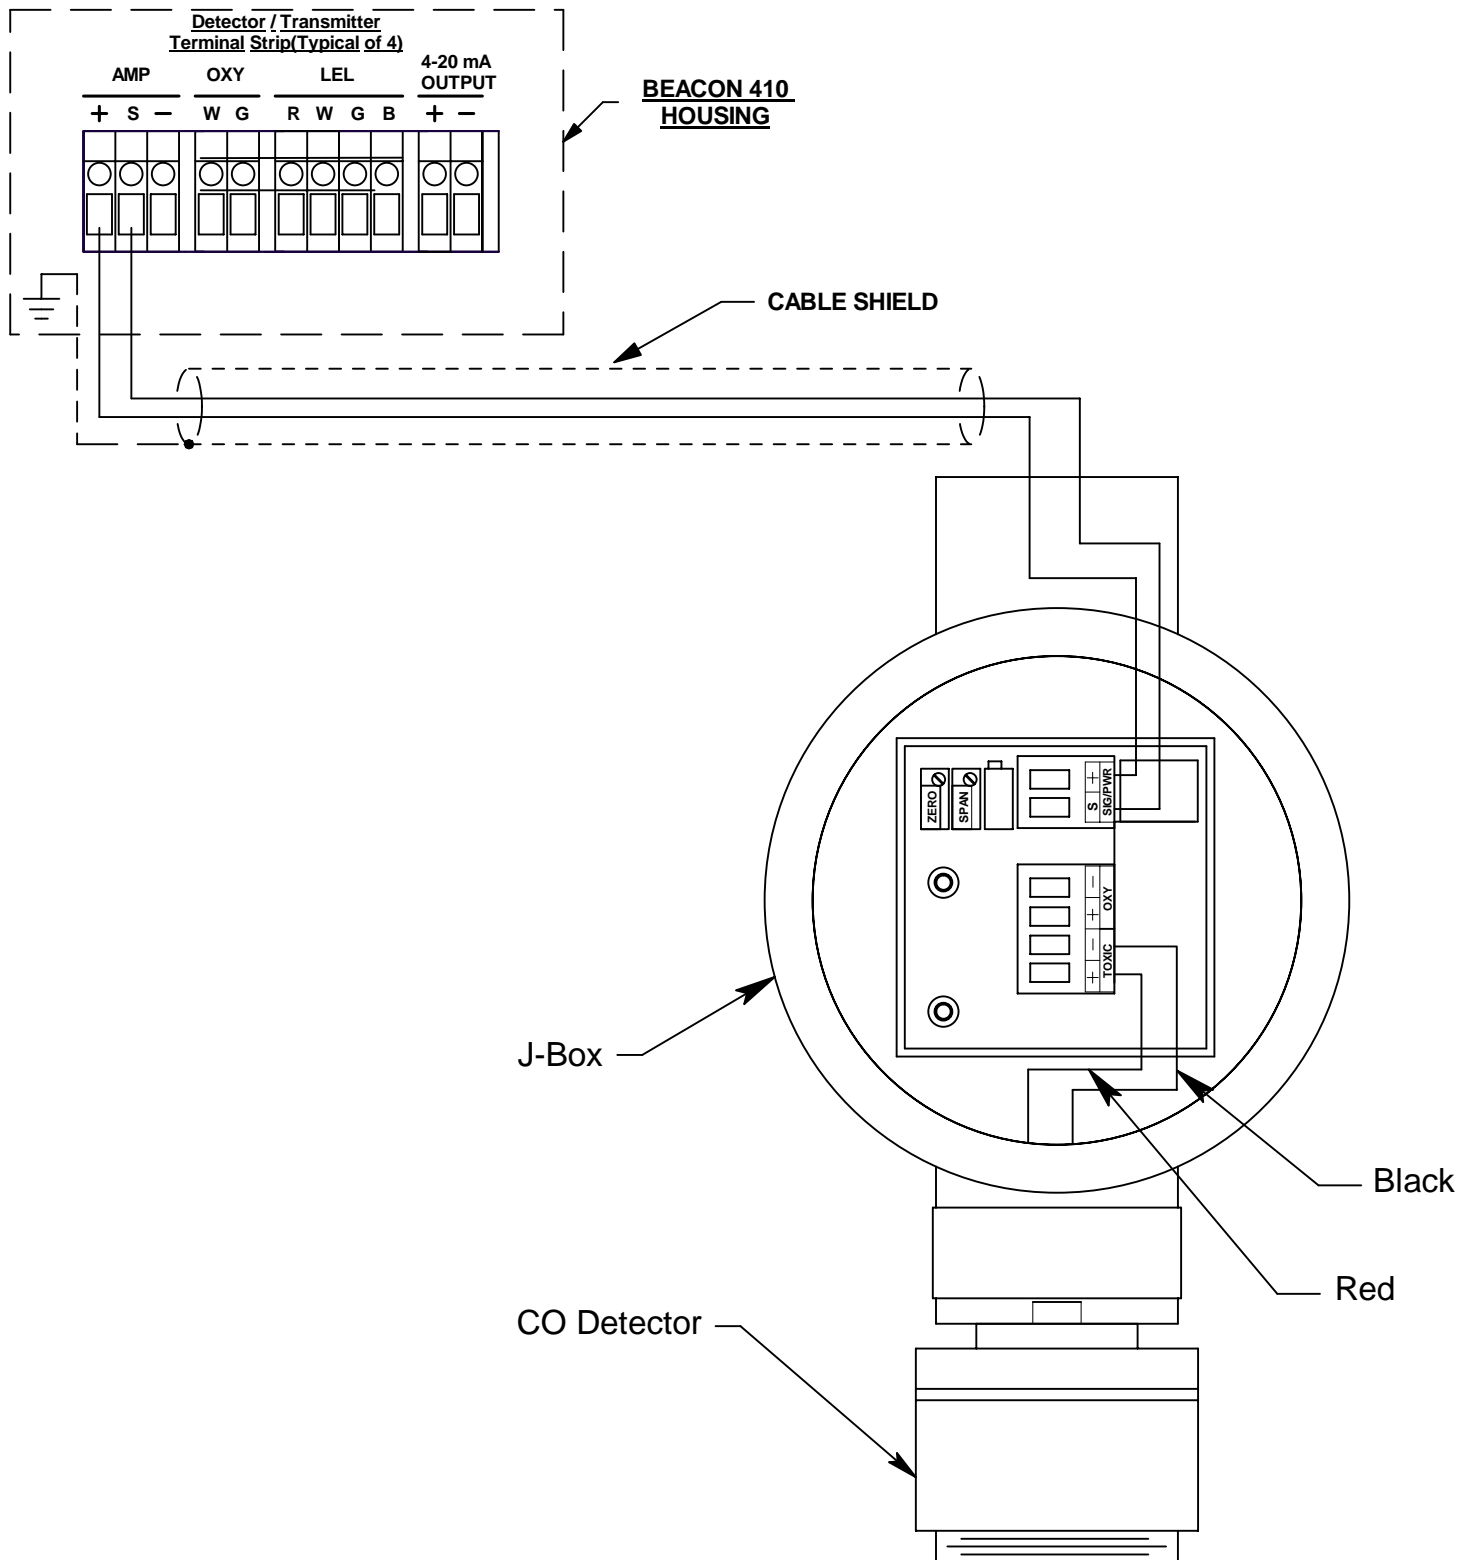 Detector / Transmitter
Terminal Strip(Typical of 4)
AMP OXY LEL 4-20 mA
OUTPUT
+ S − W G R W G B + −
BEACON 410
HOUSING
CABLE SHIELD
ZERO
SPAN
+ S
SIG/PWR
− +
OXY
− +
TOXIC
J-Box
Black
Red
CO Detector